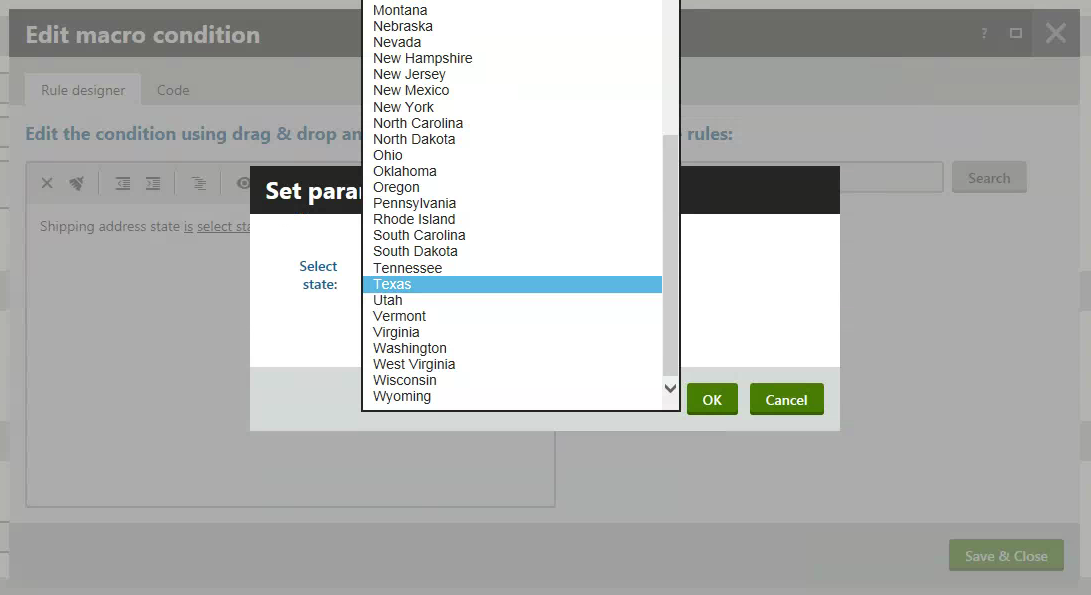 Edit macro condition
?
Rule designer
Code
Edit the condition using drag & drop an
rules:
Search
Shipping address state is select sta
Set para
Select
state:
Montana
Nebraska
Nevada
New Hampshire
New Jersey
New Mexico
New York
North Carolina
North Dakota
Ohio
Oklahoma
Oregon
Pennsylvania
Rhode Island
South Carolina
South Dakota
Tennessee
Texas
Utah
Vermont
Virginia
Washington
West Virginia
Wisconsin
Wyoming
OK
Cancel
Save & Close